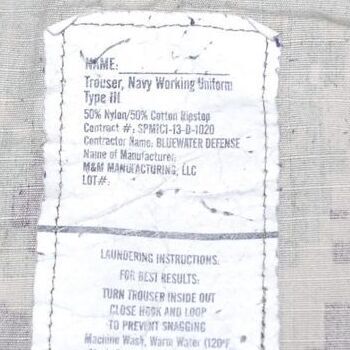 NAME:
Trouser, Navy Working Uniform
Type III
50% Nylon/50% Cotton Ripstop
Contract #: SPM1C1-13-D-1020
Contractor Name: BLUEWATER DEFENSE
Name of Manufacturer:
M&M MANUFACTURING, LLC
LOT#:
LAUNDERING INSTRUCTIONS:
FOR BEST RESULTS:
TURN TROUSER INSIDE OUT
CLOSE HOOK AND LOOP
TO PREVENT SNAGGING
Machine Wash, Warm Water (120°F